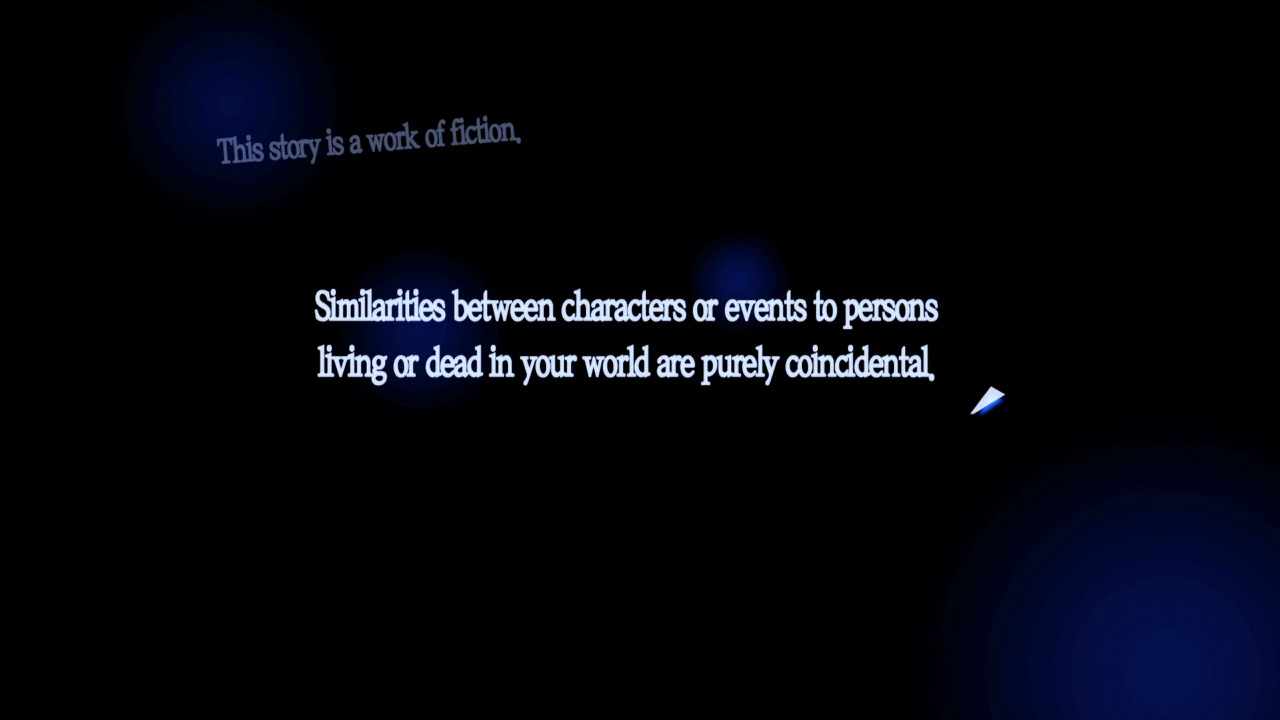 This story is a work of fiction.
Similarities between characters or events to persons
living or dead in your world are purely coincidental.